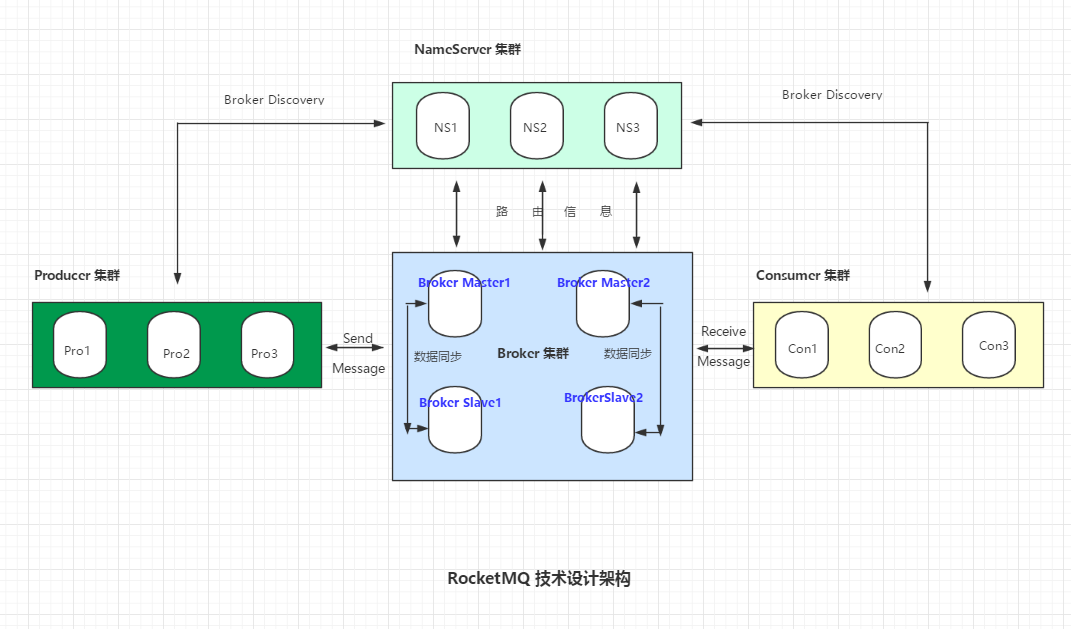 NameServer 集群
Broker Discovery
Broker Discovery
NS1
NS2
NS3
路 由 信 息
Producer 集群
Consumer 集群
Broker Master1
Broker Master2
Pro1
Pro2
Pro3
Send
Message
数据同步
Broker 集群
数据同步
Receive
Message
Con1
Con2
Con3
Broker Slave1
BrokerSlave2
RocketMQ 技术设计架构